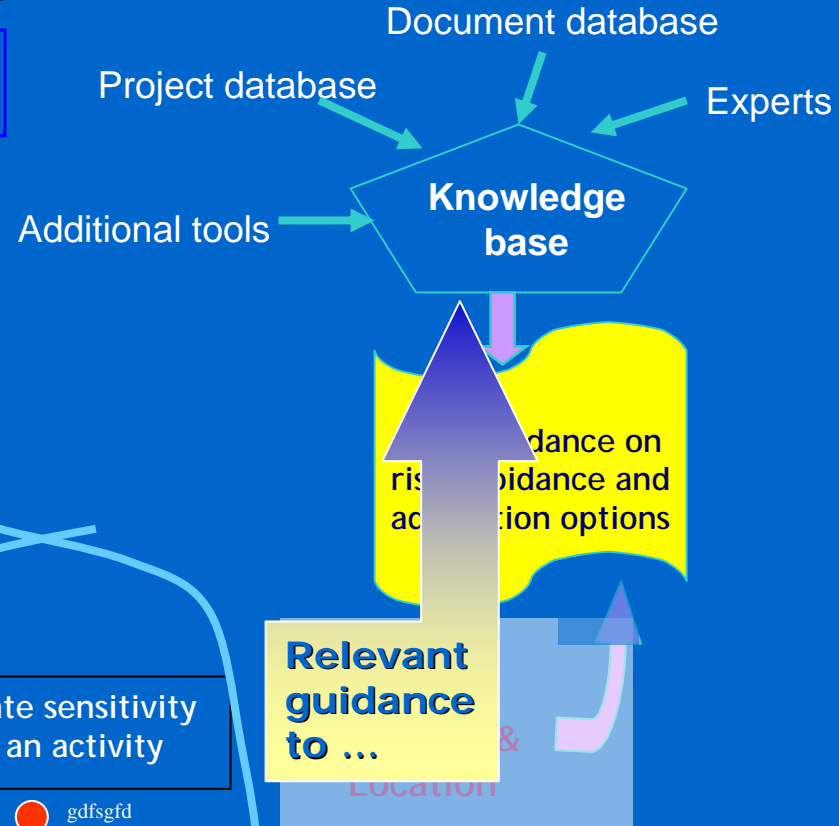 Document database
Project database
Experts
Knowledge
base
Additional tools
dance on
ris bidance and
ad tion options
Relevant
guidance
to ...
&
Location
ate sensitivity
an activity
gdfsgfd